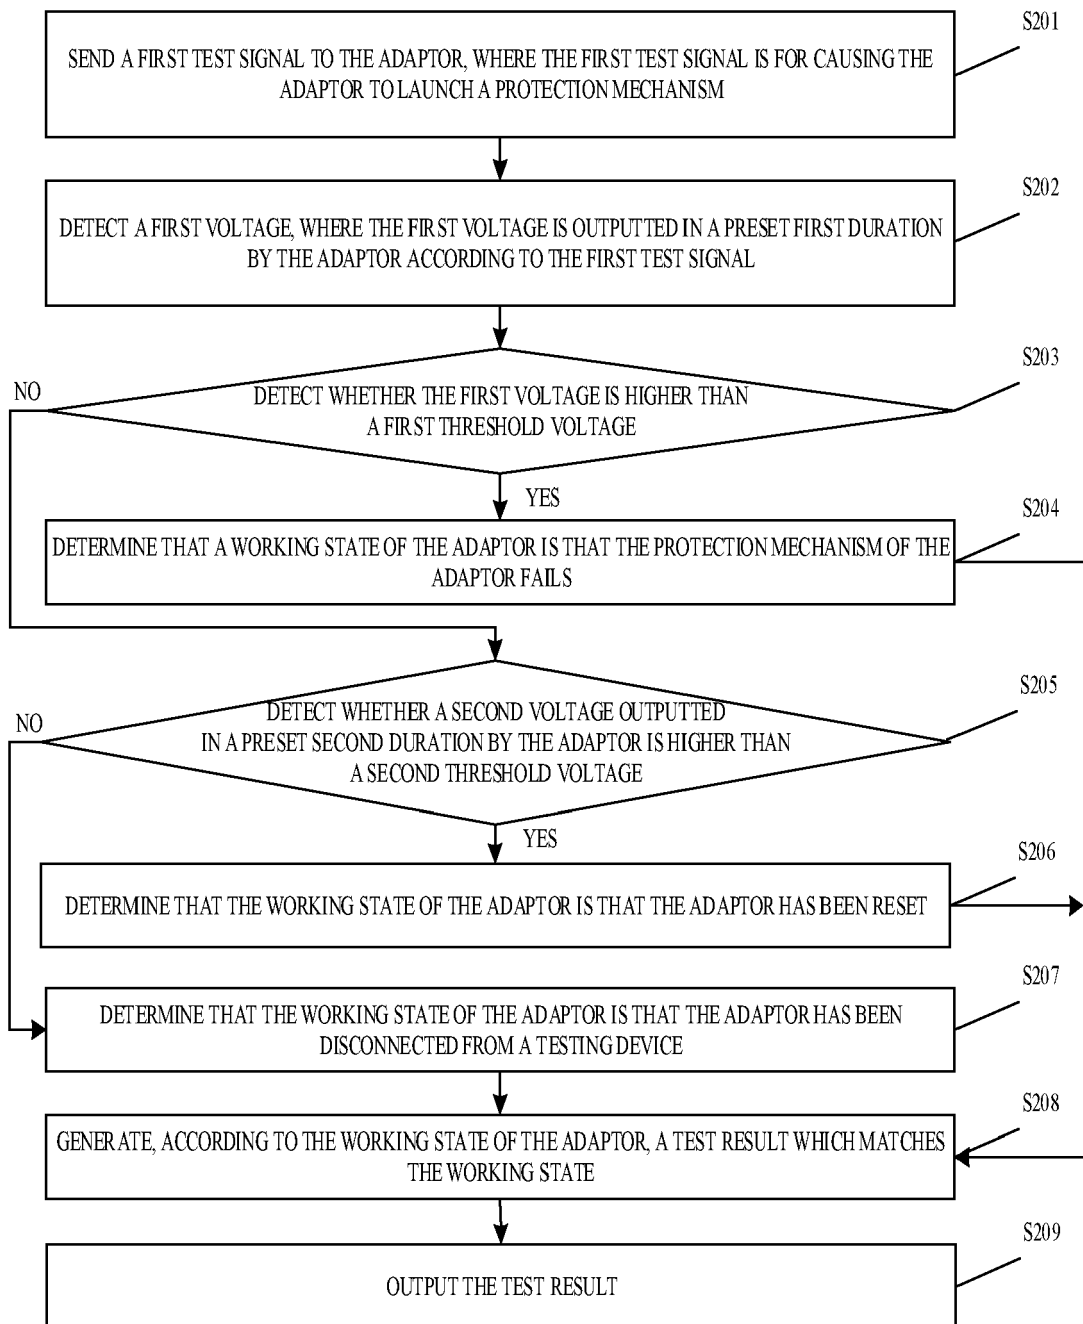 S201
SEND A FIRST TEST SIGNAL TO THE ADAPTOR, WHERE THE FIRST TEST SIGNAL IS FOR CAUSING THE
ADAPTOR TO LAUNCH A PROTECTION MECHANISM
S202
DETECT A FIRST VOLTAGE, WHERE THE FIRST VOLTAGE IS OUTPUTTED IN A PRESET FIRST DURATION
BY THE ADAPTOR ACCORDING TO THE FIRST TEST SIGNAL
S203
NO
DETECT WHETHER THE FIRST VOLTAGE IS HIGHER THAN
A FIRST THRESHOLD VOLTAGE
YES
S204
DETERMINE THAT A WORKING STATE OF THE ADAPTOR IS THAT THE PROTECTION MECHANISM OF THE
ADAPTOR FAILS
S205
NO
DETECT WHETHER A SECOND VOLTAGE OUTPUTTED
IN A PRESET SECOND DURATION BY THE ADAPTOR IS HIGHER THAN
A SECOND THRESHOLD VOLTAGE
YES
S206
DETERMINE THAT THE WORKING STATE OF THE ADAPTOR IS THAT THE ADAPTOR HAS BEEN RESET
S207
DETERMINE THAT THE WORKING STATE OF THE ADAPTOR IS THAT THE ADAPTOR HAS BEEN
DISCONNECTED FROM A TESTING DEVICE
S208
GENERATE, ACCORDING TO THE WORKING STATE OF THE ADAPTOR, A TEST RESULT WHICH MATCHES
THE WORKING STATE
S209
OUTPUT THE TEST RESULT